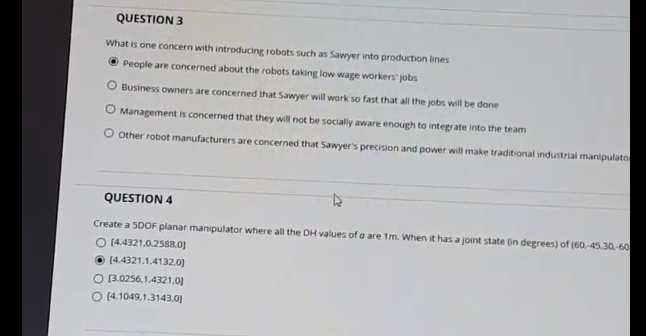 QUESTION 3
What is one concern with introducing robots such as Sawyer into production lines
People are concerned about the robots taking low wage workers' jobs
Business owners are concerned that Sawyer will work so fast that all the jobs will be done
Management is concerned that they will not be socially aware enough to integrate into the team
Other robot manufacturers are concerned that Sawyer's precision and power will make traditional industrial manipulato
QUESTION 4
Create a 5DOF planar manipulator where all the DH values of a are 1m. When it has a joint state (in degrees) of (60,-45,30,-60
[4.4321,0.2588,0]
[4.4321,1.4132,0]
[3.0256,1.4321,0]
[4.1049,1.3143,0]